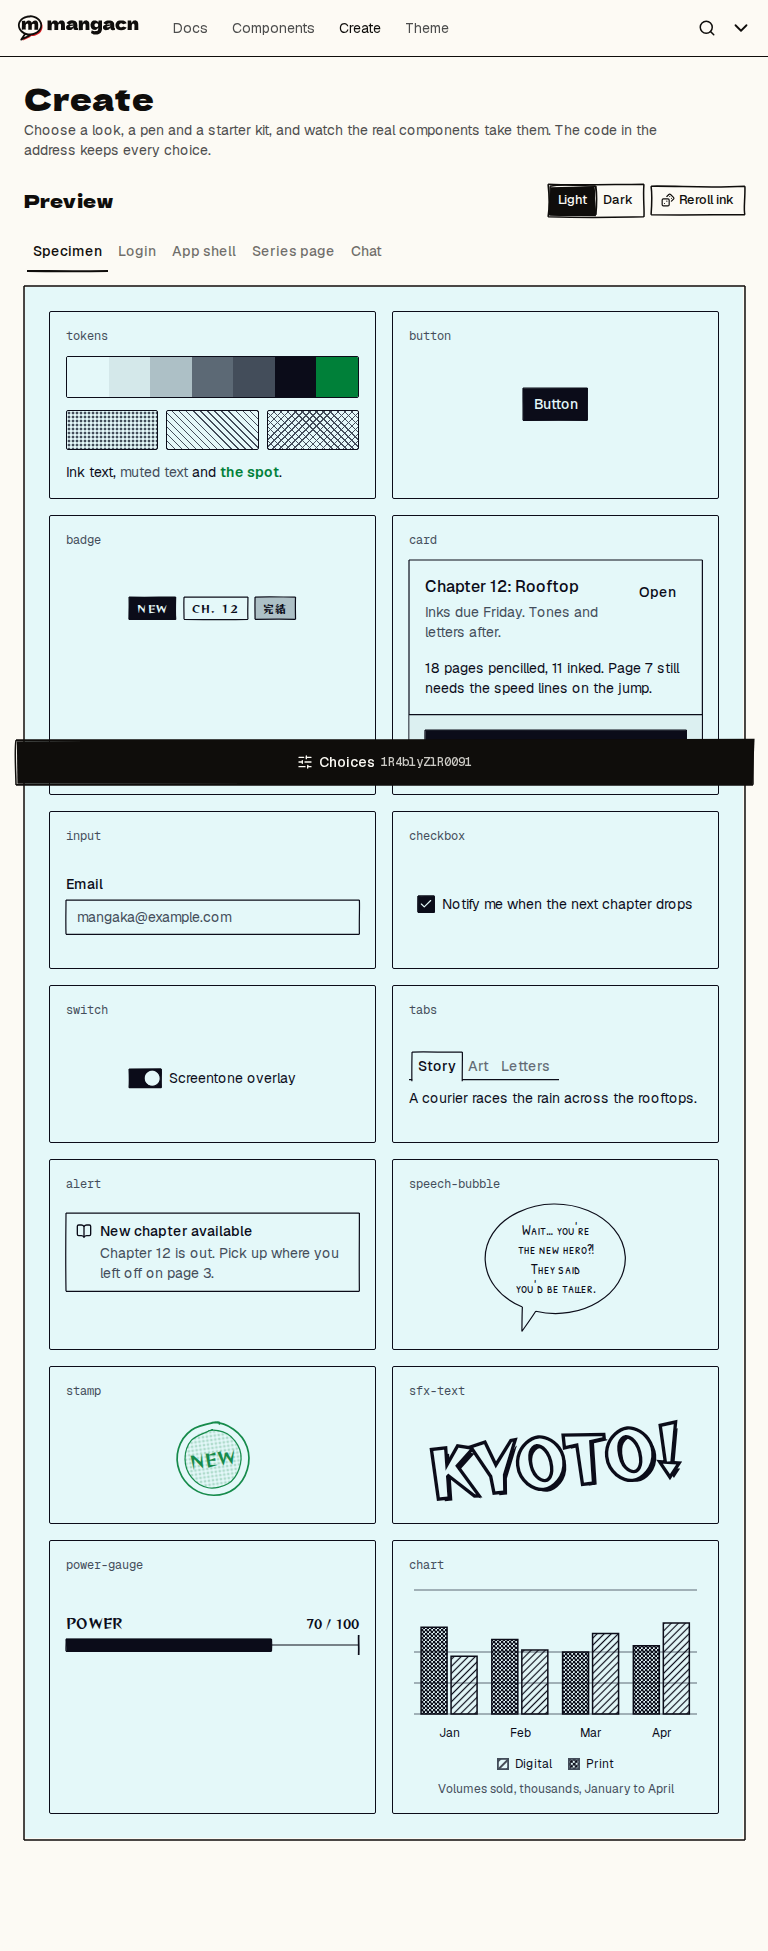 mangacn
Docs Components Create Theme
Create
Choose a look, a pen and a starter kit, and watch the real components take them. The code in the
address keeps every choice.
Preview
Light Dark Reroll ink
Specimen Login App shell Series page Chat
tokens
Ink text, muted text and the spot.
button
Button
badge
NEW CH. 12 完結
card
Chapter 12: Rooftop
Open
Inks due Friday. Tones and
letters after.
18 pages pencilled, 11 inked. Page 7 still
needs the speed lines on the jump.
Choices 1R4blyZlR0091
input
Email
mangaka@example.com
checkbox
Notify me when the next chapter drops
switch
Screentone overlay
tabs
Story Art Letters
A courier races the rain across the rooftops.
alert
New chapter available
Chapter 12 is out. Pick up where you
left off on page 3.
speech-bubble
Wait... you're
the new hero?!
They said
you'd be taller.
stamp
NEW
sfx-text
KYOTO!
power-gauge
POWER 70 / 100
chart
Jan Feb Mar Apr
Digital Print
Volumes sold, thousands, January to April